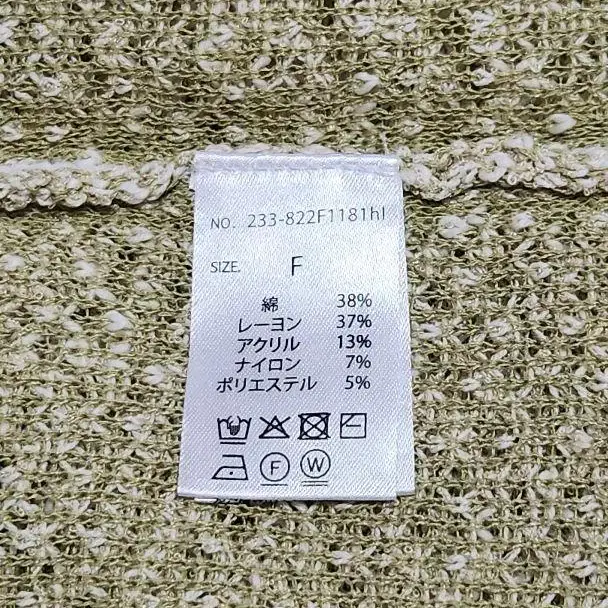 NO. 233-822F1181hl
SIZE. F
綿 38%
レーヨン 37%
アクリル 13%
ナイロン 7%
ポリエステル 5%
F W